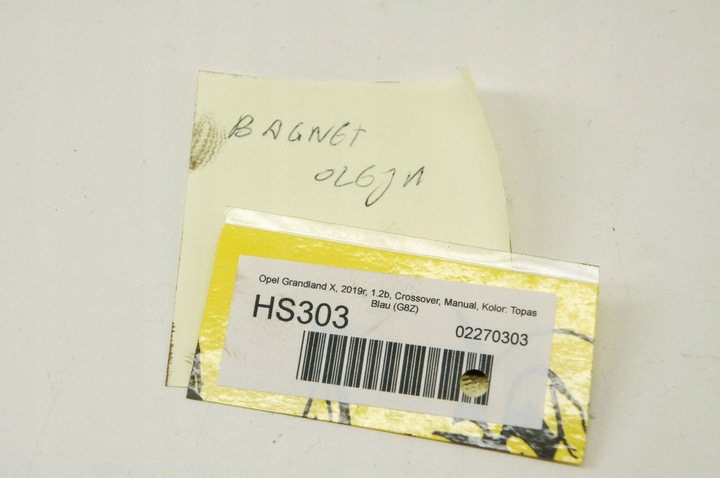 BAGNET
OLEJU
Opel Grandland X, 2019r, 1.2b, Crossover, Manual, Kolor: Topas
Blau (G8Z)
HS303
02270303